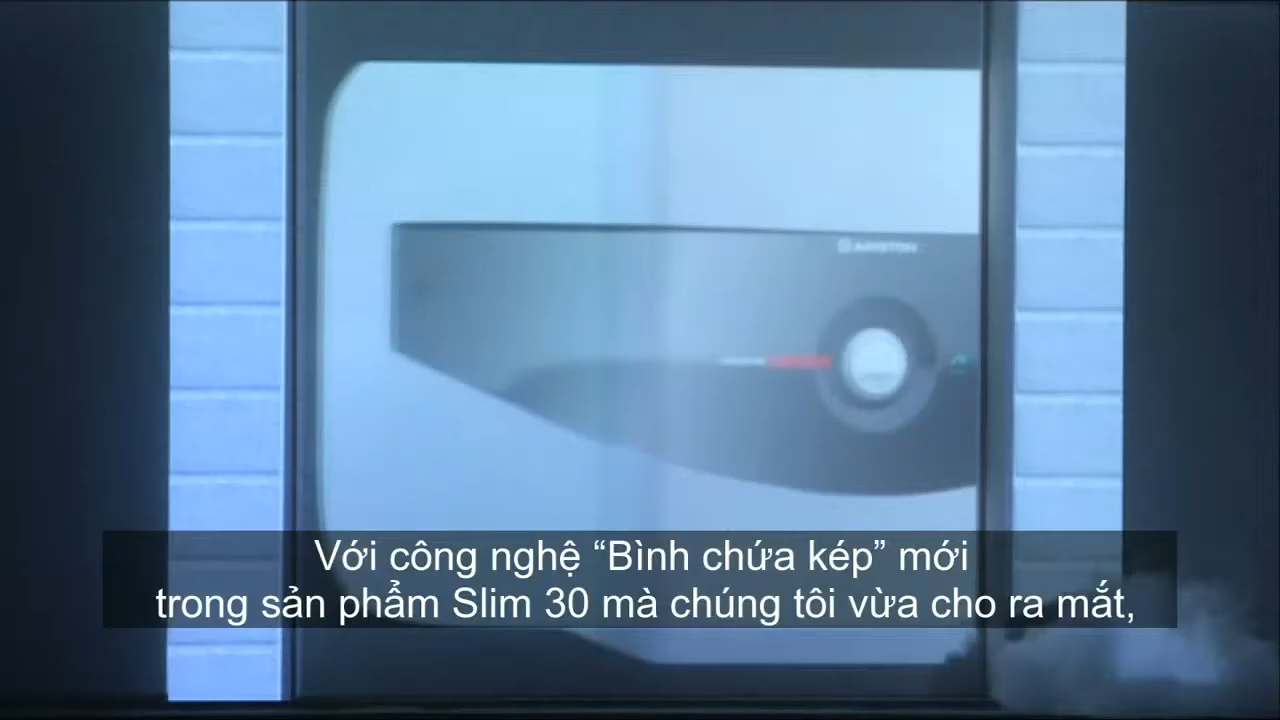 ARISTON
Với công nghệ “Bình chứa kép” mới
trong sản phẩm Slim 30 mà chúng tôi vừa cho ra mắt,